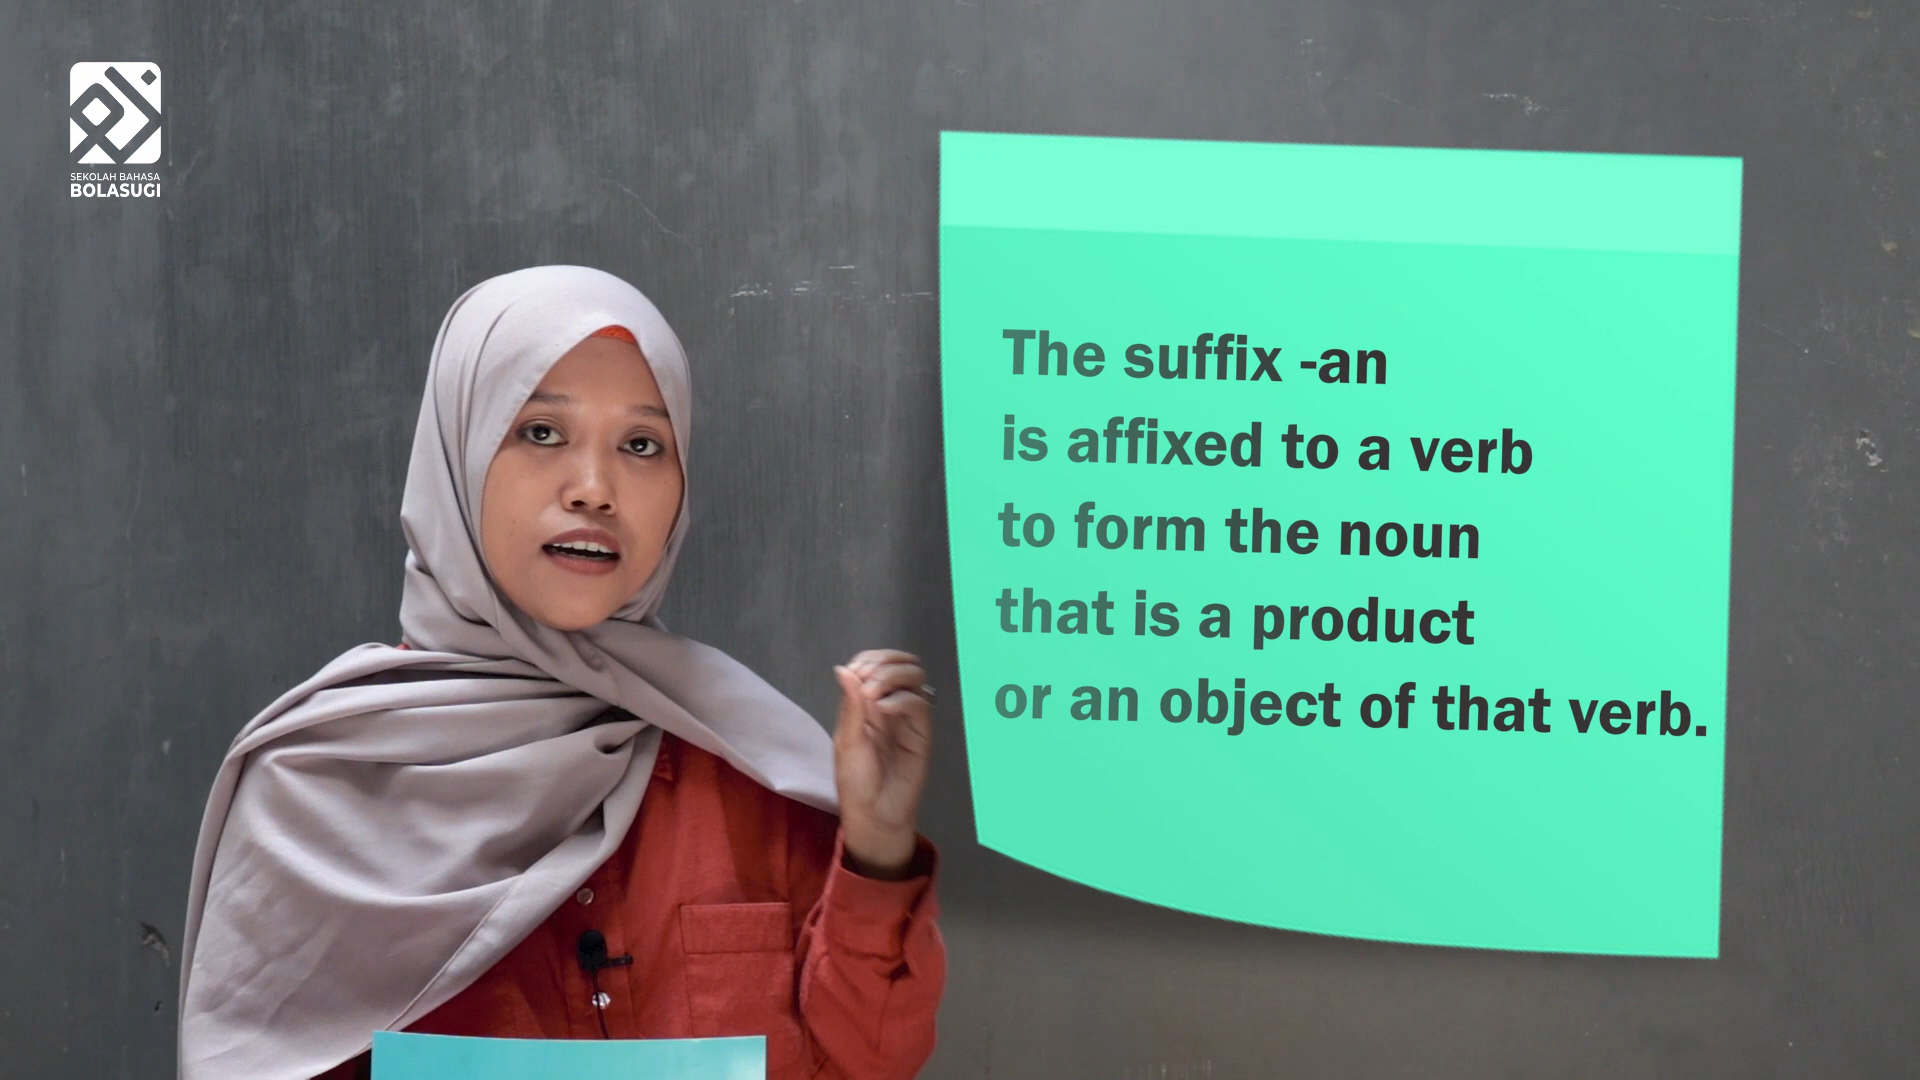 SEKOLAH BAHASA
BOLASUGI
The suffix -an
is affixed to a verb
to form the noun
that is a product
or an object of that verb.